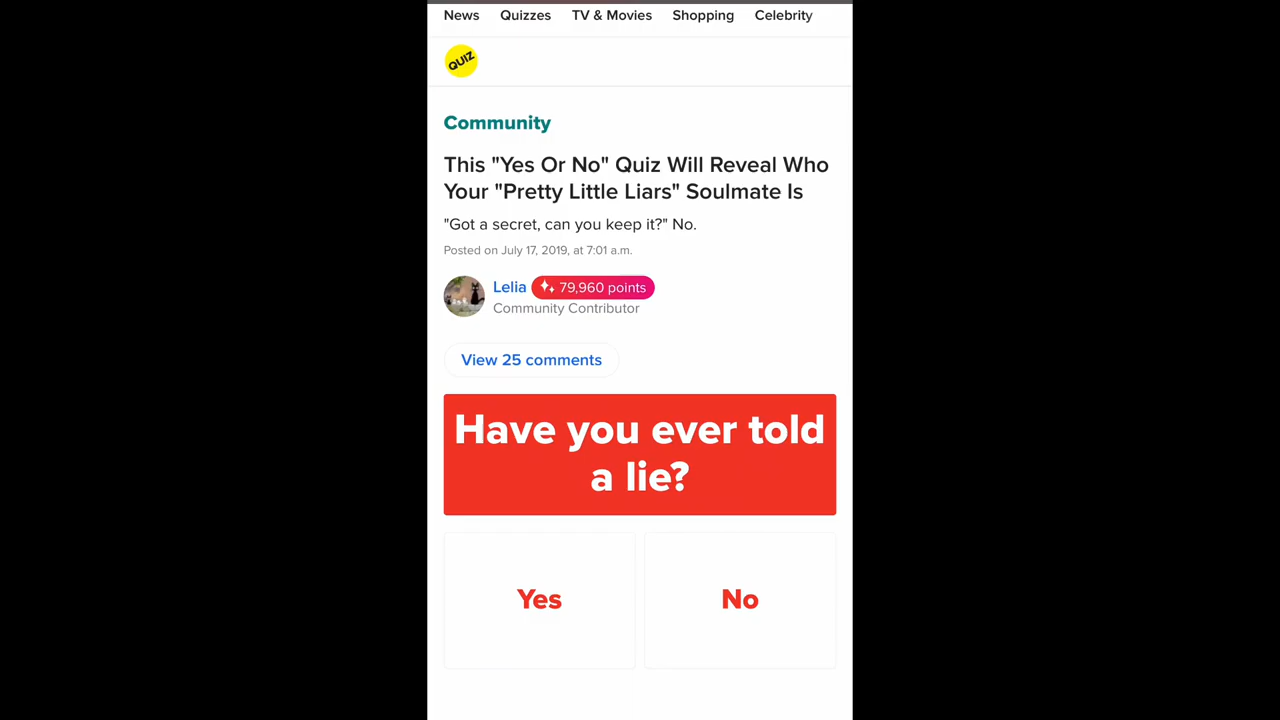 News Quizzes TV & Movies Shopping Celebrity
QUIZ
Community
This "Yes Or No" Quiz Will Reveal Who
Your "Pretty Little Liars" Soulmate Is
"Got a secret, can you keep it?" No.
Posted on July 17, 2019, at 7:01 a.m.
Lelia 79,960 points
Community Contributor
View 25 comments
Have you ever told
a lie?
Yes No